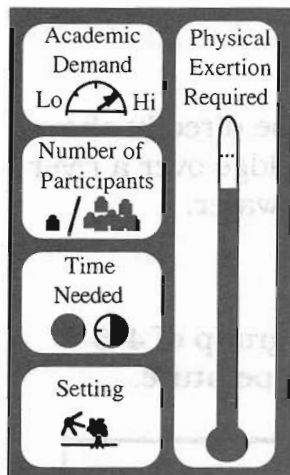 Academic
Demand
Lo Hi
Number of
Participants
/
Time
Needed
Setting
Physical
Exertion
Required